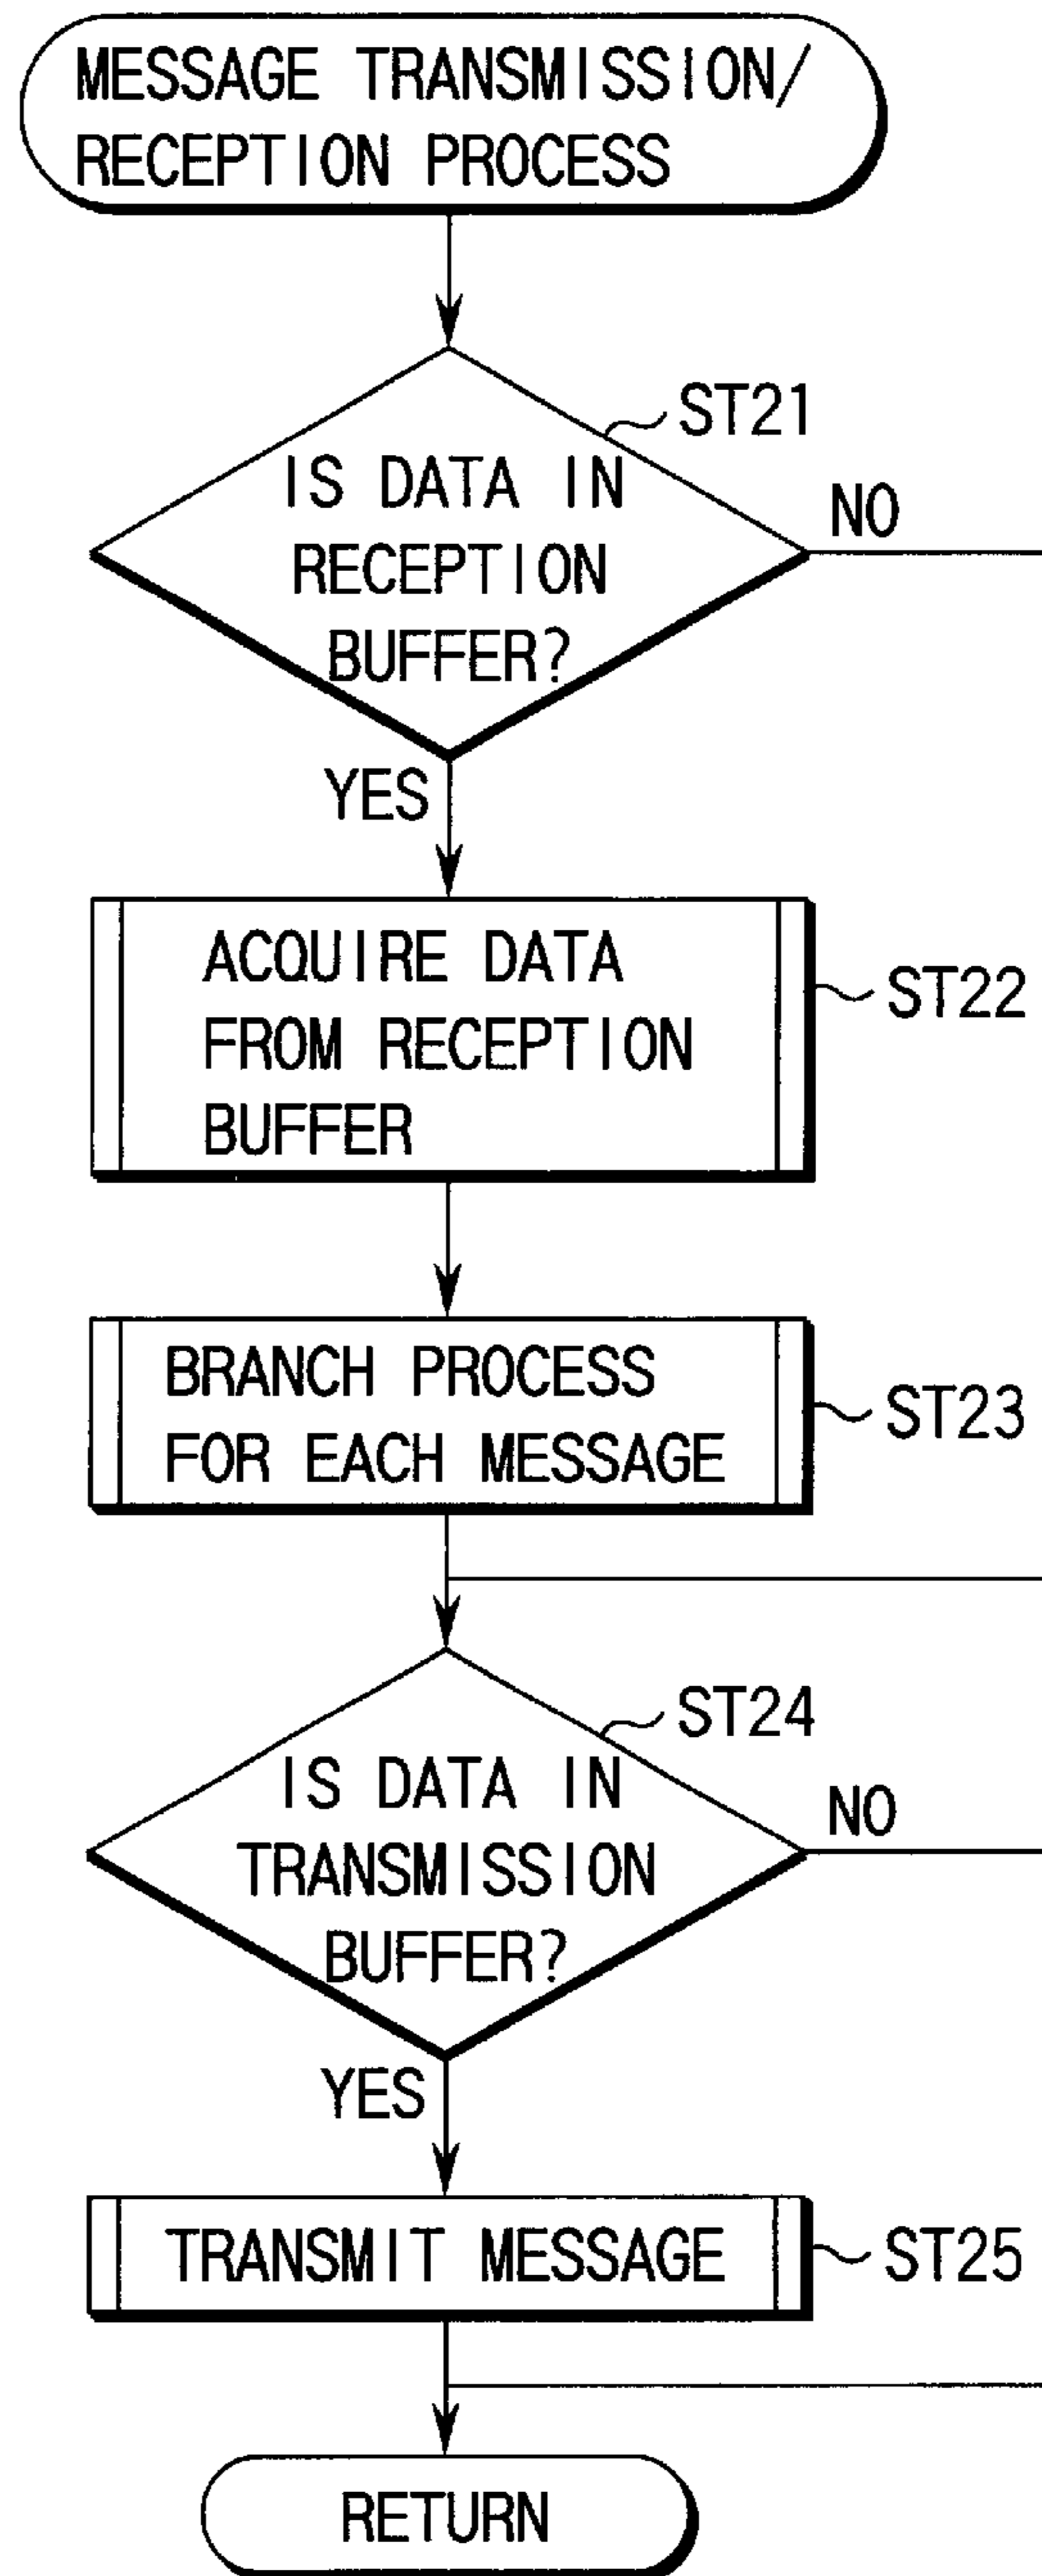 MESSAGE TRANSMISSION/
RECEPTION PROCESS
ST21
IS DATA IN
RECEPTION
BUFFER?
NO
YES
ACQUIRE DATA
FROM RECEPTION
BUFFER
ST22
BRANCH PROCESS
FOR EACH MESSAGE
ST23
ST24
IS DATA IN
TRANSMISSION
BUFFER?
NO
YES
TRANSMIT MESSAGE
ST25
RETURN